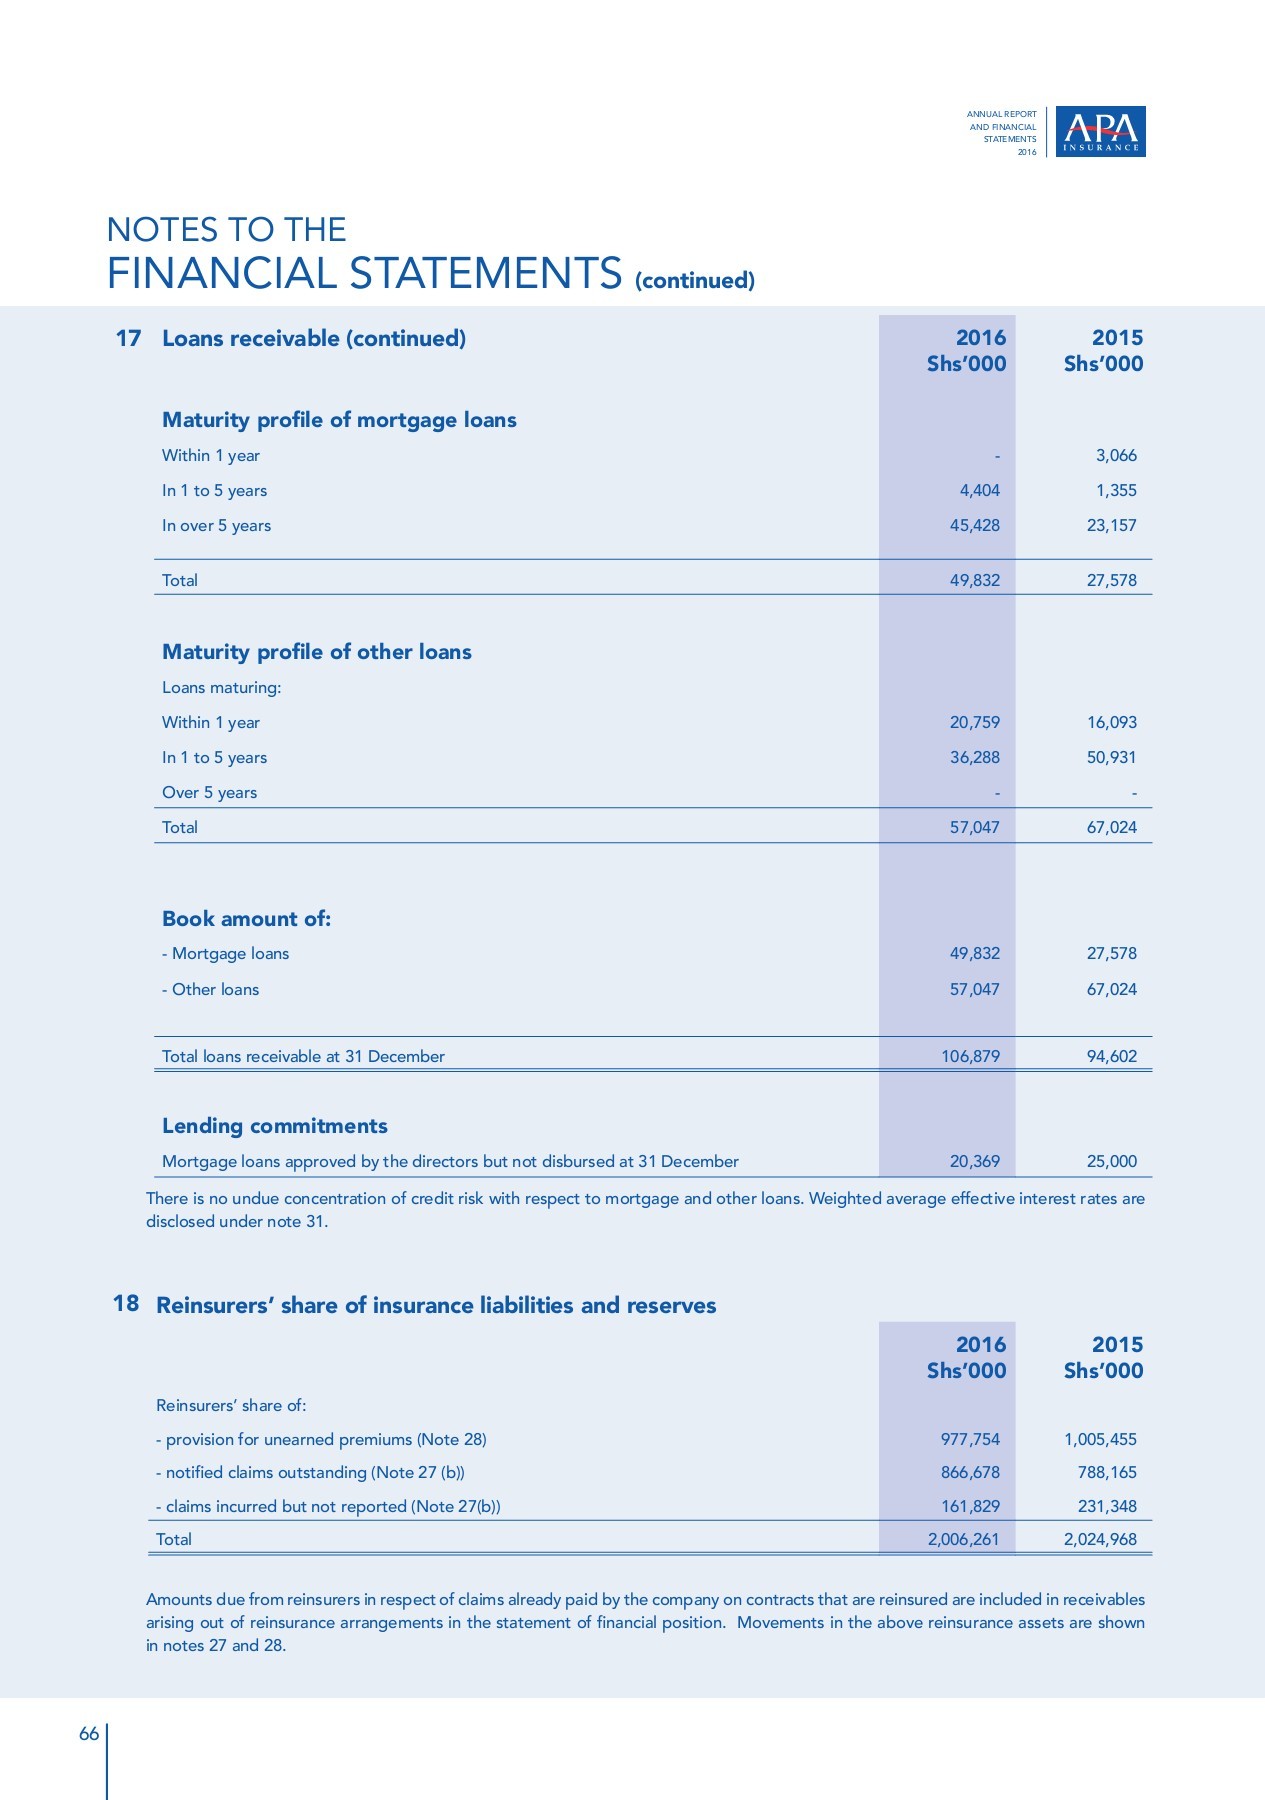 ANNUAL REPORT
AND FINANCIAL
STATEMENTS
2016
APA
INSURANCE
NOTES TO THE
FINANCIAL STATEMENTS (continued)
17 Loans receivable (continued) 2016 2015
Shs’000 Shs’000
Maturity profile of mortgage loans
Within 1 year - 3,066
In 1 to 5 years 4,404 1,355
In over 5 years 45,428 23,157
Total 49,832 27,578
Maturity profile of other loans
Loans maturing:
Within 1 year 20,759 16,093
In 1 to 5 years 36,288 50,931
Over 5 years - -
Total 57,047 67,024
Book amount of:
- Mortgage loans 49,832 27,578
- Other loans 57,047 67,024
Total loans receivable at 31 December 106,879 94,602
Lending commitments
Mortgage loans approved by the directors but not disbursed at 31 December 20,369 25,000
There is no undue concentration of credit risk with respect to mortgage and other loans. Weighted average effective interest rates are
disclosed under note 31.
18 Reinsurers’ share of insurance liabilities and reserves
2016 2015
Shs’000 Shs’000
Reinsurers’ share of:
- provision for unearned premiums (Note 28) 977,754 1,005,455
- notified claims outstanding (Note 27 (b)) 866,678 788,165
- claims incurred but not reported (Note 27(b)) 161,829 231,348
Total 2,006,261 2,024,968
Amounts due from reinsurers in respect of claims already paid by the company on contracts that are reinsured are included in receivables
arising out of reinsurance arrangements in the statement of financial position. Movements in the above reinsurance assets are shown
in notes 27 and 28.
66